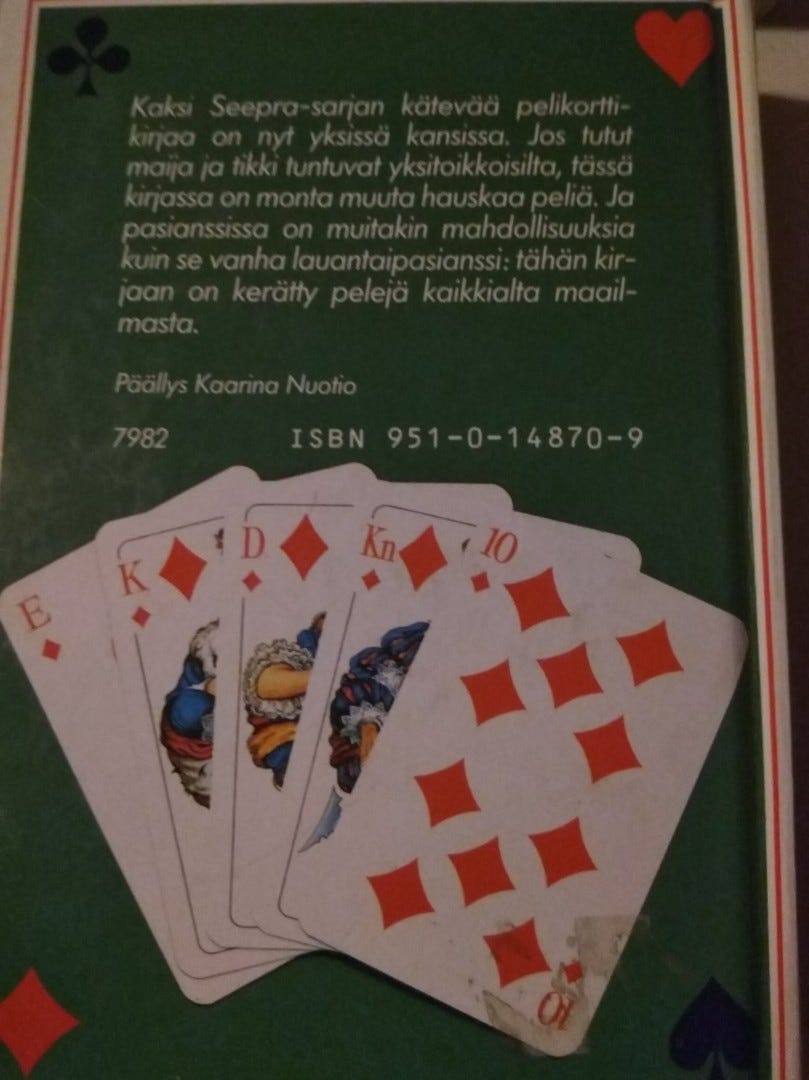 Kaksi Seepra-sarjan kätevää pelikortti-
kirjaa on nyt yksissä kansissa. Jos tutut
maija ja tikki tuntuvat yksitoikkoisilta, tässä
kirjassa on monta muuta hauskaa peliä. Ja
pasianssissa on muitakin mahdollisuuksia
kuin se vanha lauantaipasianssi: tähän kir-
jaan on kerätty pelejä kaikkialta maail-
masta.
Päällys Kaarina Nuotio
7982 ISBN 951-0-14870-9
E K D Kn 10
10